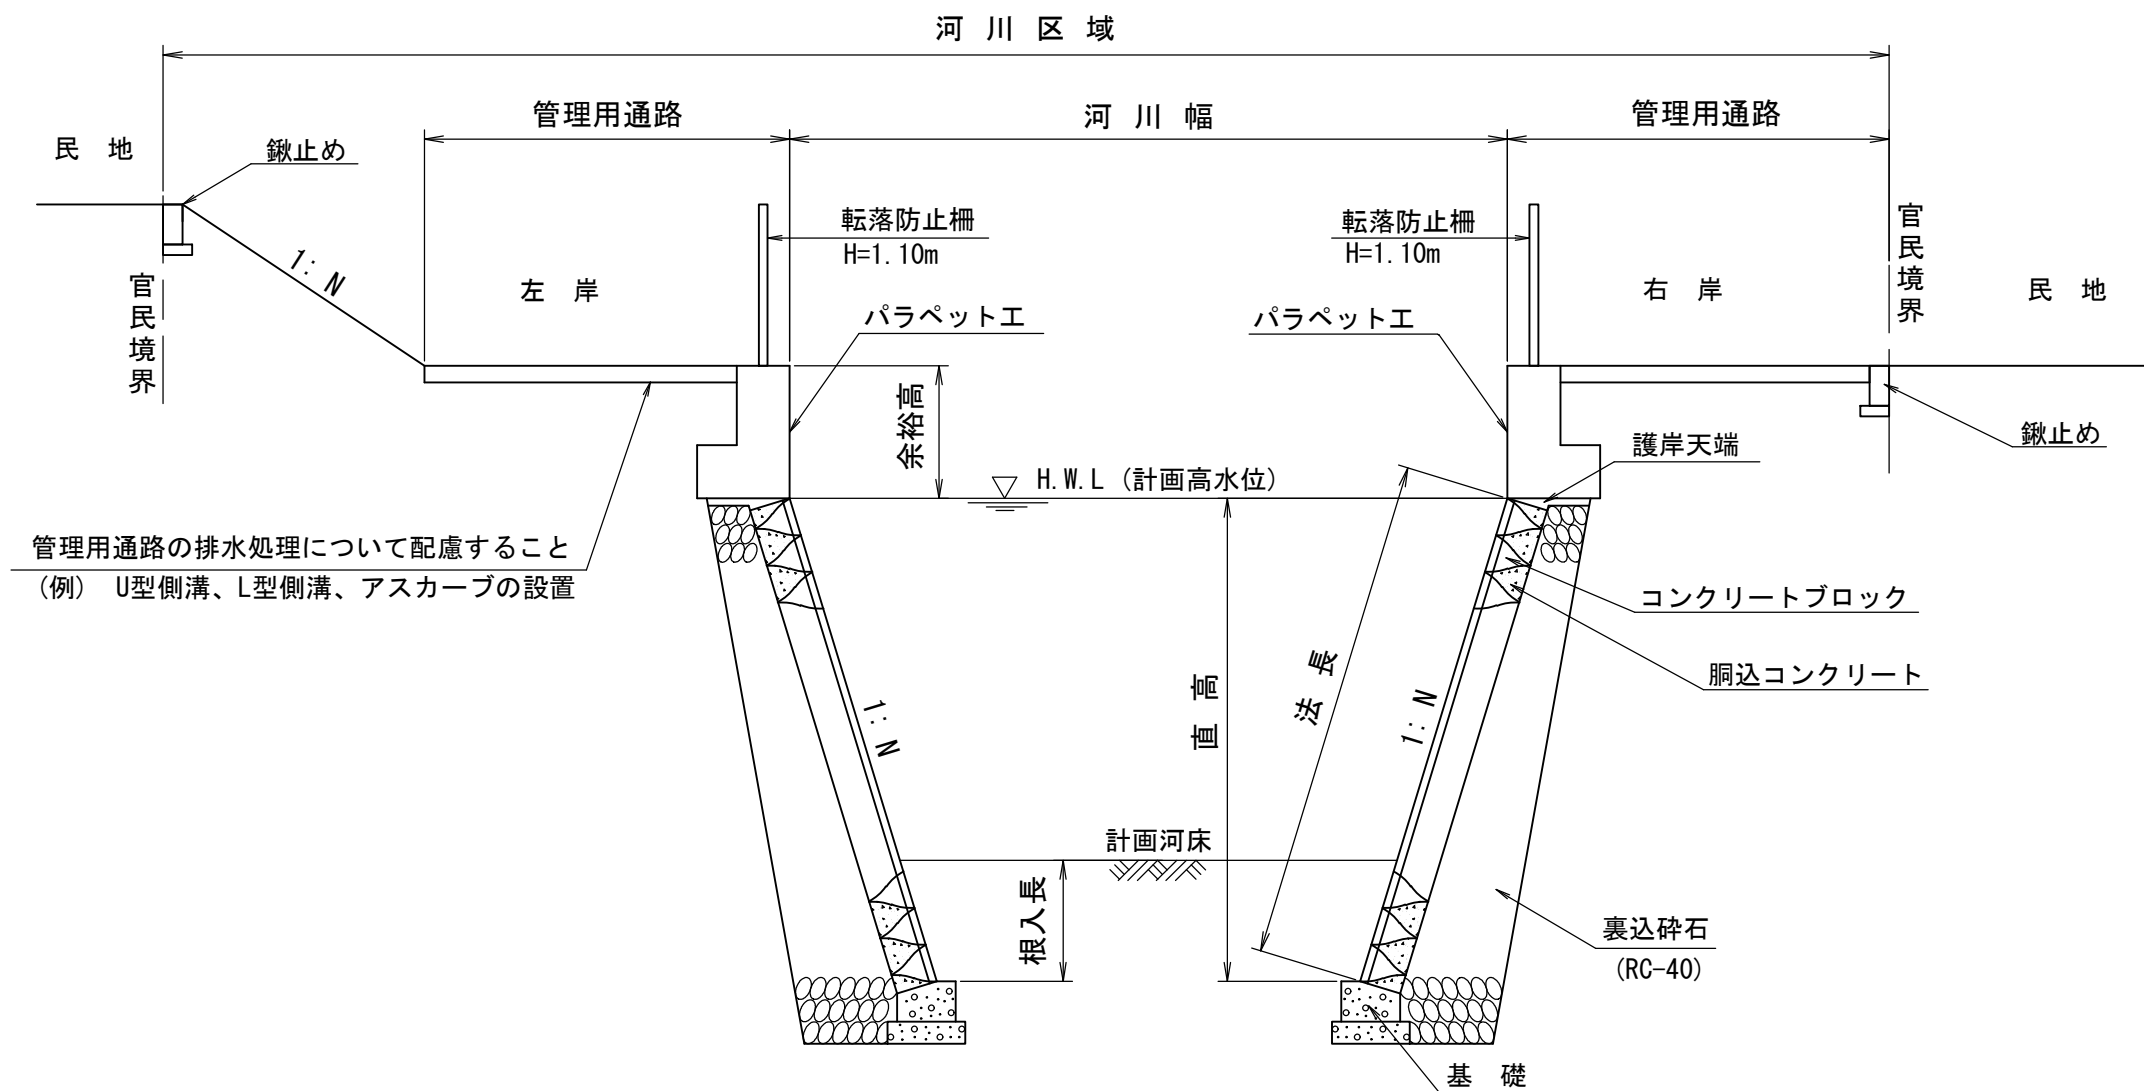 河 川 区 域
管理用通路
河 川 幅
管理用通路
民 地
鍬止め
転落防止柵
H=1.10m
転落防止柵
H=1.10m
官民境界
1:N
官民境界
左 岸
右 岸
民 地
パラペット工
パラペット工
余裕高
護岸天端
鍬止め
H.W.L (計画高水位)
管理用通路の排水処理について配慮すること
(例) U型側溝、L型側溝、アスカーブの設置
コンクリートブロック
胴込コンクリート
直 高
法 長
1:N
1:N
計画河床
根入長
裏込砕石
(RC-40)
基 礎